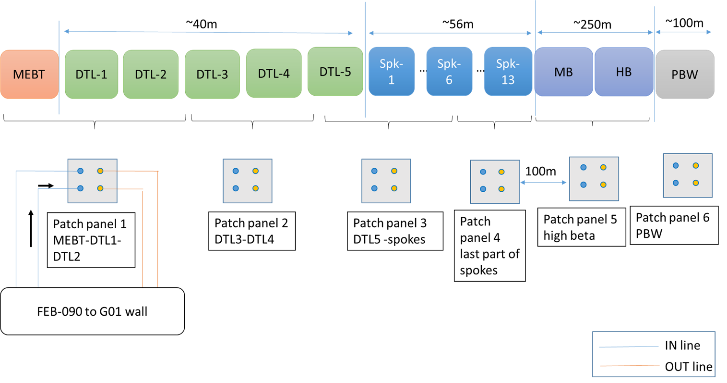 ~40m
~56m
~250m
~100m
MEBT
DTL-1
DTL-2
DTL-3
DTL-4
DTL-5
Spk-
1
...
Spk-
6
...
Spk-
13
MB
HB
PBW
100m
Patch panel 1
MEBT-DTL1-
DTL2
Patch panel 2
DTL3-DTL4
Patch panel 3
DTL5 -spokes
Patch
panel 4
last part of
spokes
Patch panel 5
high beta
Patch panel 6
PBW
FEB-090 to G01 wall
IN line
OUT line